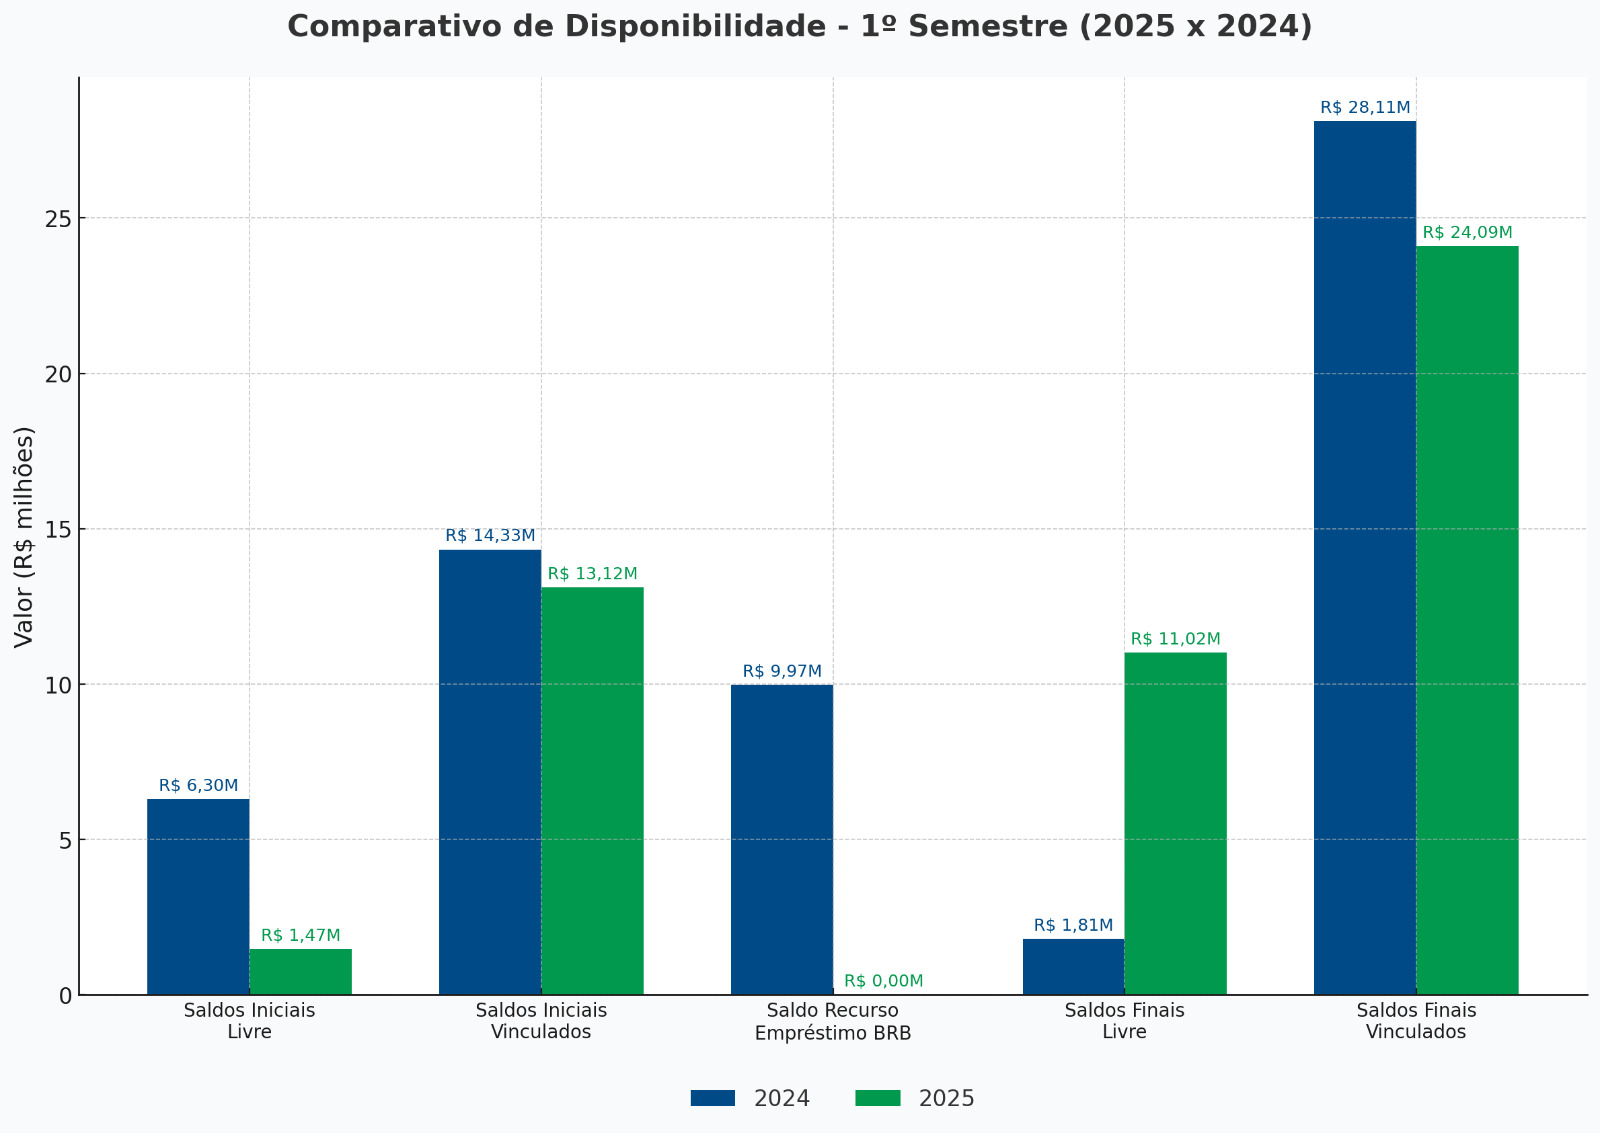 Comparativo de Disponibilidade - 1º Semestre (2025 x 2024)
Valor (R$ milhões)
25
20
15
10
5
0
R$ 6,30M
R$ 1,47M
R$ 14,33M
R$ 13,12M
R$ 9,97M
R$ 0,00M
R$ 1,81M
R$ 11,02M
R$ 28,11M
R$ 24,09M
Saldos Iniciais
Livre
Saldos Iniciais
Vinculados
Saldo Recurso
Empréstimo BRB
Saldos Finais
Livre
Saldos Finais
Vinculados
2024
2025